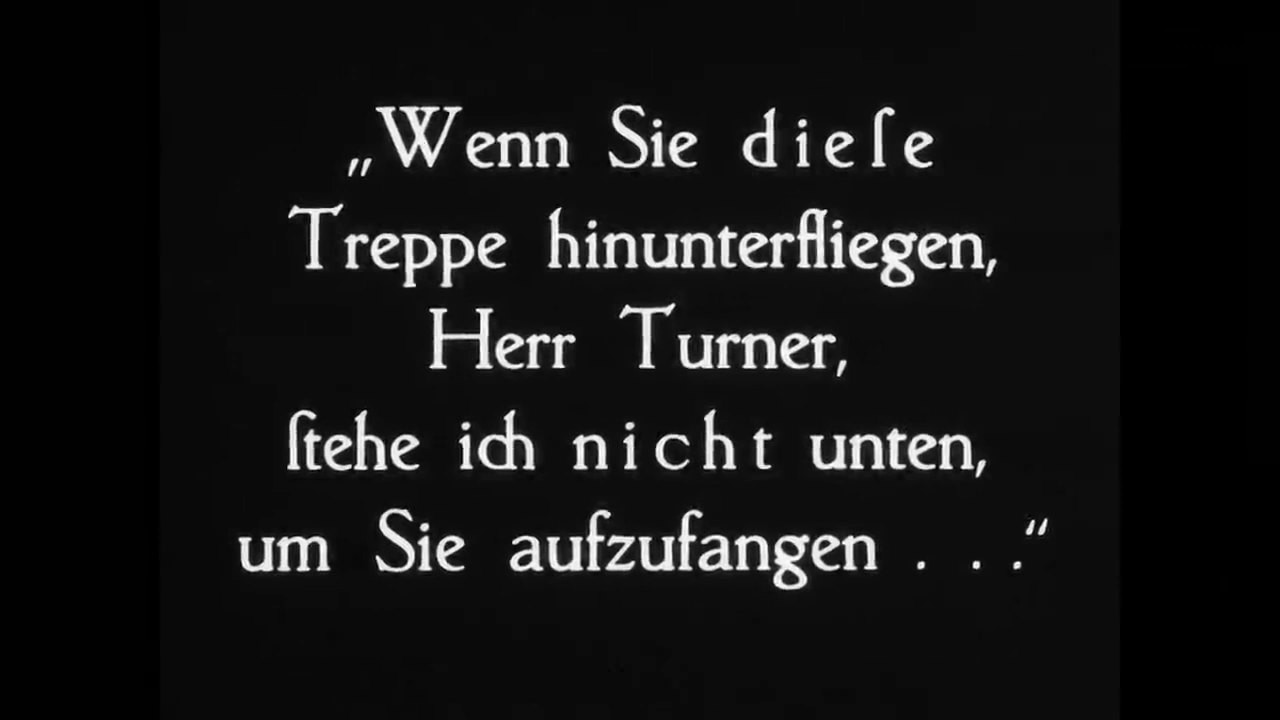 „Wenn Sie dieſe
Treppe hinunterfliegen,
Herr Turner,
ſtehe ich nicht unten,
um Sie aufzufangen . . .“